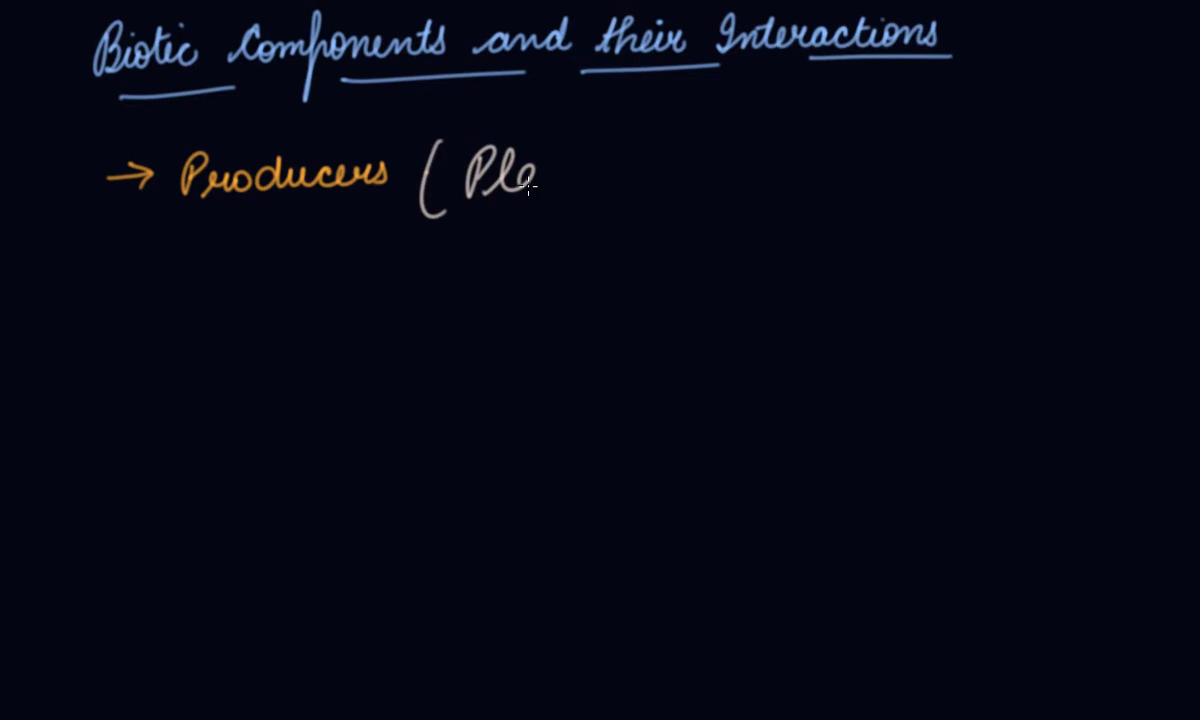 Biotic Components and their Interactions
→ Producers ( Pla